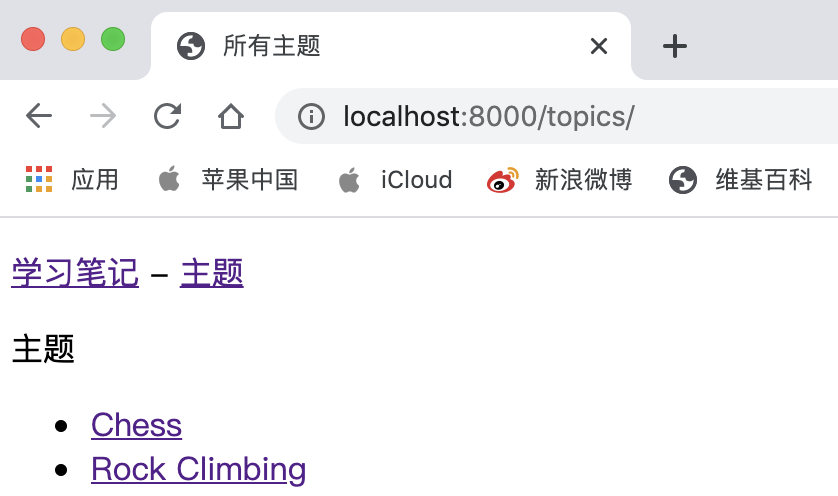 所有主题
localhost:8000/topics/
应用 苹果中国 iCloud 新浪微博 维基百科
学习笔记 – 主题
主题
Chess
Rock Climbing